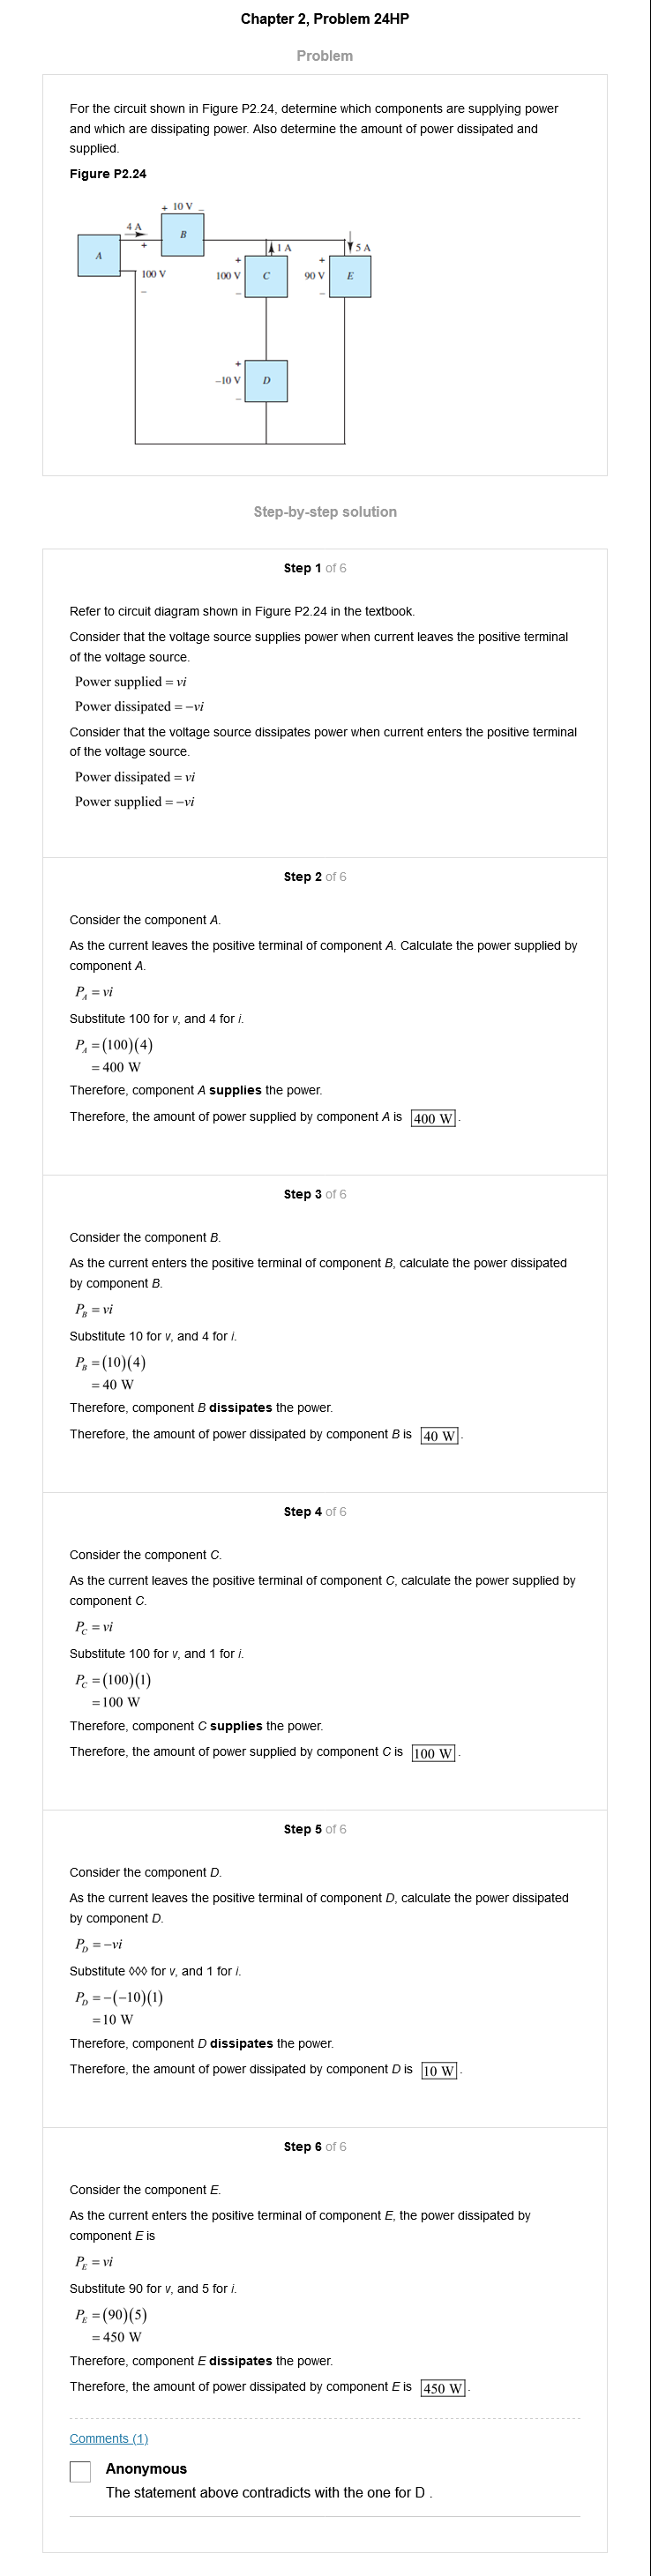 Chapter 2, Problem 24HP
Problem
For the circuit shown in Figure P2.24, determine which components are supplying power
and which are dissipating power. Also determine the amount of power dissipated and
supplied.
Figure P2.24
+ 10 V –
4 A
+
B
A
1 A
5 A
100 V
–
+
100 V
–
C
+
90 V
–
E
+
–10 V
–
D
Step-by-step solution
Step 1 of 6
Refer to circuit diagram shown in Figure P2.24 in the textbook.
Consider that the voltage source supplies power when current leaves the positive terminal
of the voltage source.
Power supplied = vi
Power dissipated = −vi
Consider that the voltage source dissipates power when current enters the positive terminal
of the voltage source.
Power dissipated = vi
Power supplied = −vi
Step 2 of 6
Consider the component A.
As the current leaves the positive terminal of component A. Calculate the power supplied by
component A.
P_A = vi
Substitute 100 for v, and 4 for i.
P_A = (100)(4)
= 400 W
Therefore, component A supplies the power.
Therefore, the amount of power supplied by component A is 400 W.
Step 3 of 6
Consider the component B.
As the current enters the positive terminal of component B, calculate the power dissipated
by component B.
P_B = vi
Substitute 10 for v, and 4 for i.
P_B = (10)(4)
= 40 W
Therefore, component B dissipates the power.
Therefore, the amount of power dissipated by component B is 40 W.
Step 4 of 6
Consider the component C.
As the current leaves the positive terminal of component C, calculate the power supplied by
component C.
P_C = vi
Substitute 100 for v, and 1 for i.
P_C = (100)(1)
= 100 W
Therefore, component C supplies the power.
Therefore, the amount of power supplied by component C is 100 W.
Step 5 of 6
Consider the component D.
As the current leaves the positive terminal of component D, calculate the power dissipated
by component D.
P_D = −vi
Substitute ◊◊◊ for v, and 1 for i.
P_D = −(−10)(1)
= 10 W
Therefore, component D dissipates the power.
Therefore, the amount of power dissipated by component D is 10 W.
Step 6 of 6
Consider the component E.
As the current enters the positive terminal of component E, the power dissipated by
component E is
P_E = vi
Substitute 90 for v, and 5 for i.
P_E = (90)(5)
= 450 W
Therefore, component E dissipates the power.
Therefore, the amount of power dissipated by component E is 450 W.
Comments (1)
Anonymous
The statement above contradicts with the one for D .